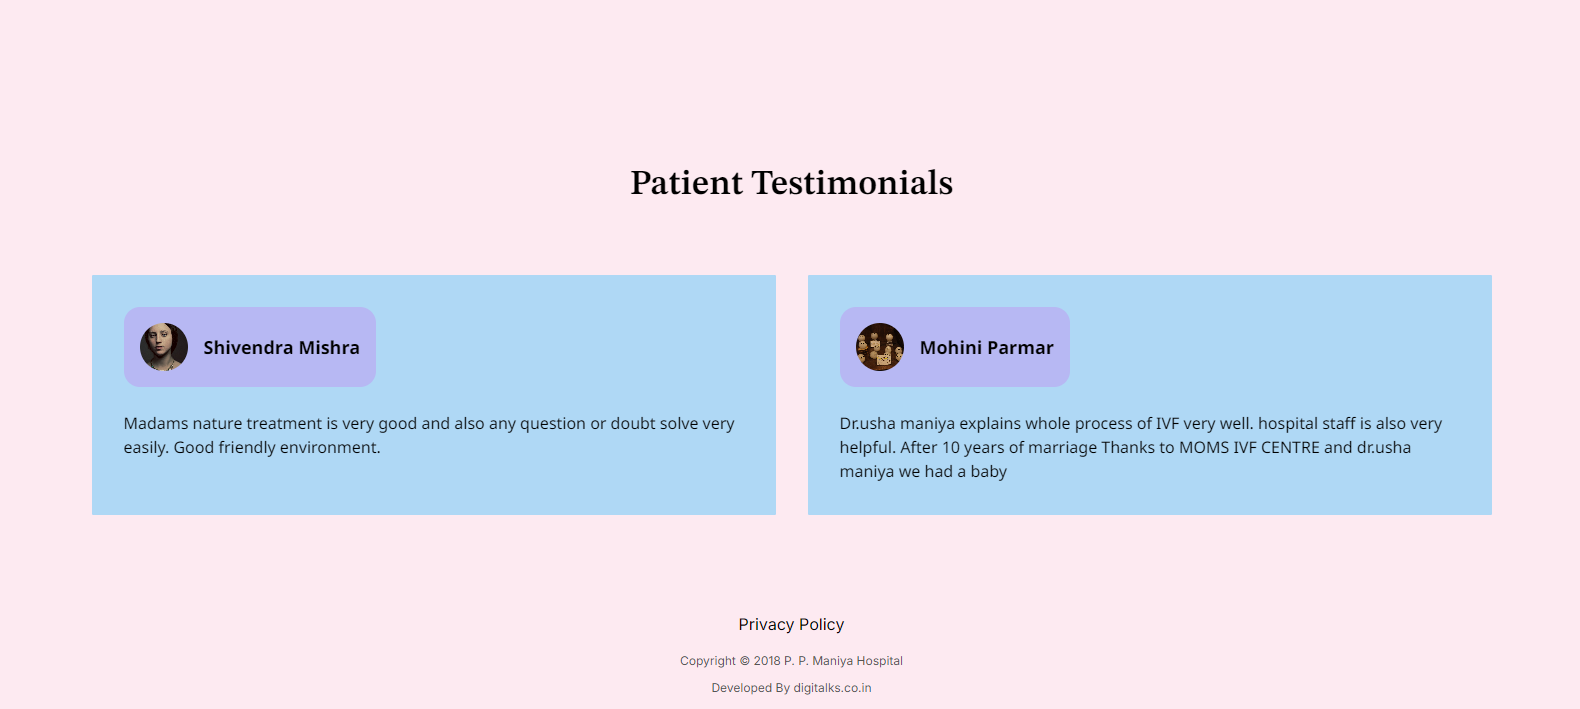 Patient Testimonials
Shivendra Mishra
Madams nature treatment is very good and also any question or doubt solve very
easily. Good friendly environment.
Mohini Parmar
Dr.usha maniya explains whole process of IVF very well. hospital staff is also very
helpful. After 10 years of marriage Thanks to MOMS IVF CENTRE and dr.usha
maniya we had a baby
Privacy Policy
Copyright © 2018 P. P. Maniya Hospital
Developed By digitalks.co.in